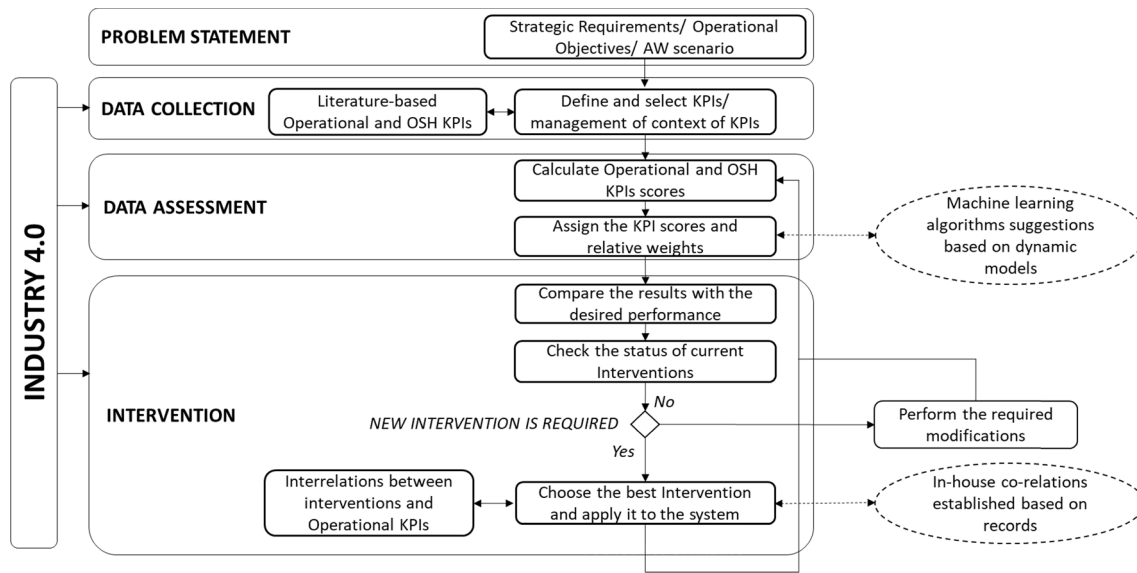 PROBLEM STATEMENT
Strategic Requirements/ Operational
Objectives/ AW scenario
INDUSTRY 4.0
DATA COLLECTION
Literature-based
Operational and OSH KPIs
Define and select KPIs/
management of context of KPIs
DATA ASSESSMENT
Calculate Operational and OSH
KPIs scores
Assign the KPI scores and
relative weights
Machine learning
algorithms suggestions
based on dynamic
models
INTERVENTION
Compare the results with the
desired performance
Check the status of current
Interventions
No
NEW INTERVENTION IS REQUIRED
Yes
Perform the required
modifications
Interrelations between
interventions and
Operational KPIs
Choose the best Intervention
and apply it to the system
In-house co-relations
established based on
records